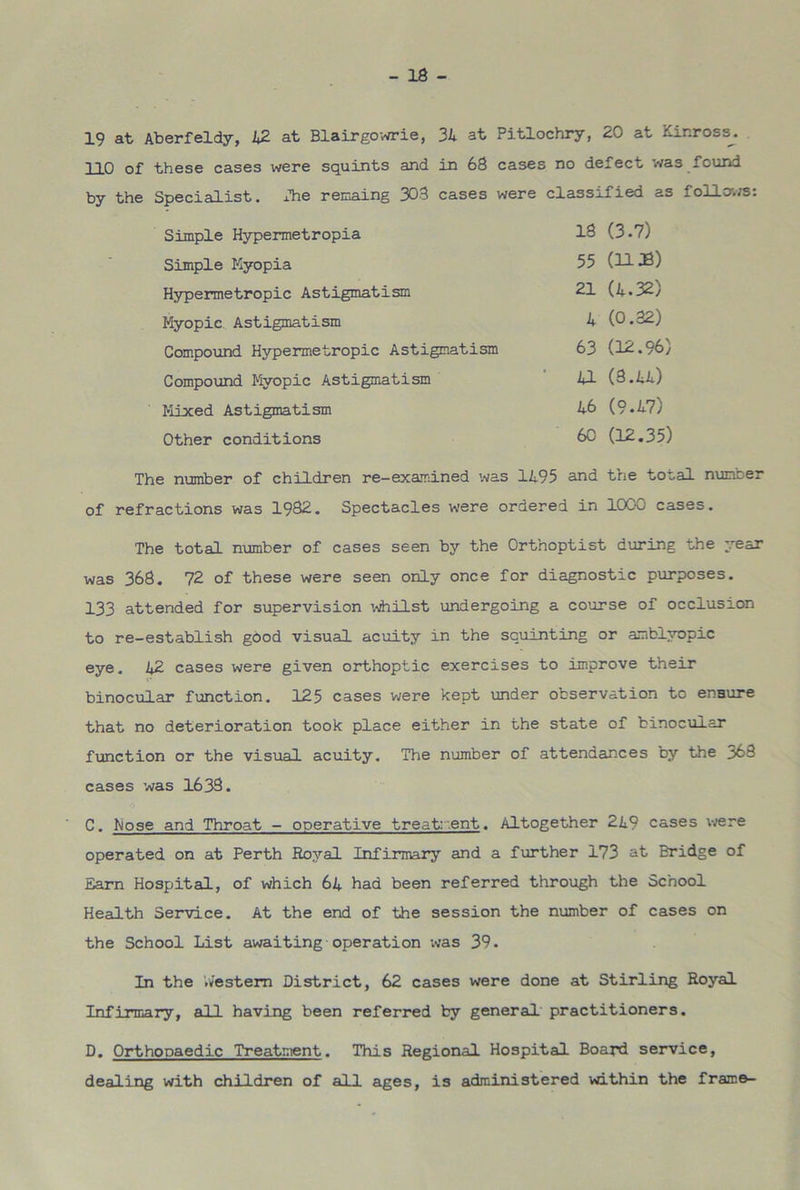 - 18 -
19 at Aberfeldy, 42 at Blairgowrie, 34 at Pitlochry, 20 at Kinross.
110 of these cases were squints and in 68 cases no defect was found
by the Specialist. The remaing 308 cases were classified as follows:
Simple Hypermetropia 18 (3.7)
Simple Myopia 55 (11.3)
Hypermetropic Astigmatism 21 (4.32)
Myopic Astigmatism 4 (0.82)
Compound Hypermetropic Astigmatism 63 (12.96)
Compound Myopic Astigmatism 41 (8.44)
Mixed Astigmatism 46 (9.47)
Other conditions 60 (12.35)
The number of children re-examined was 1495 and the total number
of refractions was 1982. Spectacles were ordered in 1000 cases.
The total number of cases seen by the Orthoptist during the year
was 368. 72 of these were seen only once for diagnostic purposes.
133 attended for supervision whilst undergoing a course of occlusion
to re-establish good visual acuity in the squinting or amblyopic
eye. 42 cases were given orthoptic exercises to improve their
binocular function. 125 cases were kept under observation to ensure
that no deterioration took place either in the state of binocular
function or the visual acuity. The number of attendances by the 368
cases was 1638.
C. Nose and Throat - operative treatment. Altogether 249 cases were
operated on at Perth Royal Infirmary and a further 173 at Bridge of
Earn Hospital, of which 64 had been referred through the School
Health Service. At the end of the session the number of cases on
the School List awaiting operation was 39.
In the Western District, 62 cases were done at Stirling Royal
Infirmary, all having been referred by general practitioners.
D. Orthopaedic Treatment. This Regional Hospital Board service,
dealing with children of all ages, is administered within the frame-